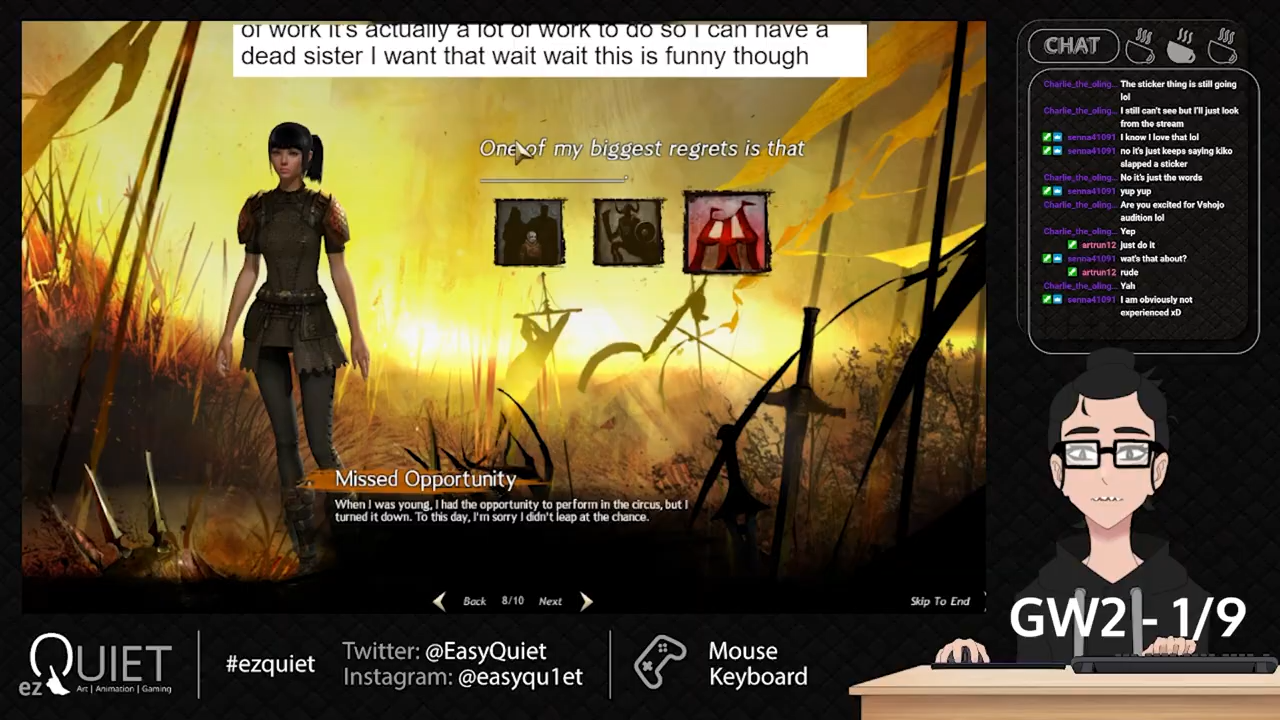 of work it's actually a lot of work to do so I can have a
dead sister I want that wait wait this is funny though
One of my biggest regrets is that
Missed Opportunity
When I was young, I had the opportunity to perform in the circus, but I
turned it down. To this day, I'm sorry I didn't leap at the chance.
Back 8/10 Next
Skip To End
CHAT
Charlie_the_oling... The sticker thing is still going
lol
Charlie_the_oling... I still can't see but I'll just look
from the stream
senna41091 I know I love that lol
senna41091 no it's just keeps saying kiko
slapped a sticker
Charlie_the_oling... No it's just the words
senna41091 yup yup
Charlie_the_oling... Are you excited for Vshojo
audition lol
Charlie_the_oling... Yep
artrun12 just do it
senna41091 wat's that about?
artrun12 rude
Charlie_the_oling... Yah
senna41091 I am obviously not
experienced xD
GW2 - 1/9
ez QUIET
Art | Animation | Gaming
#ezquiet
Twitter: @EasyQuiet
Instagram: @easyqu1et
Mouse
Keyboard